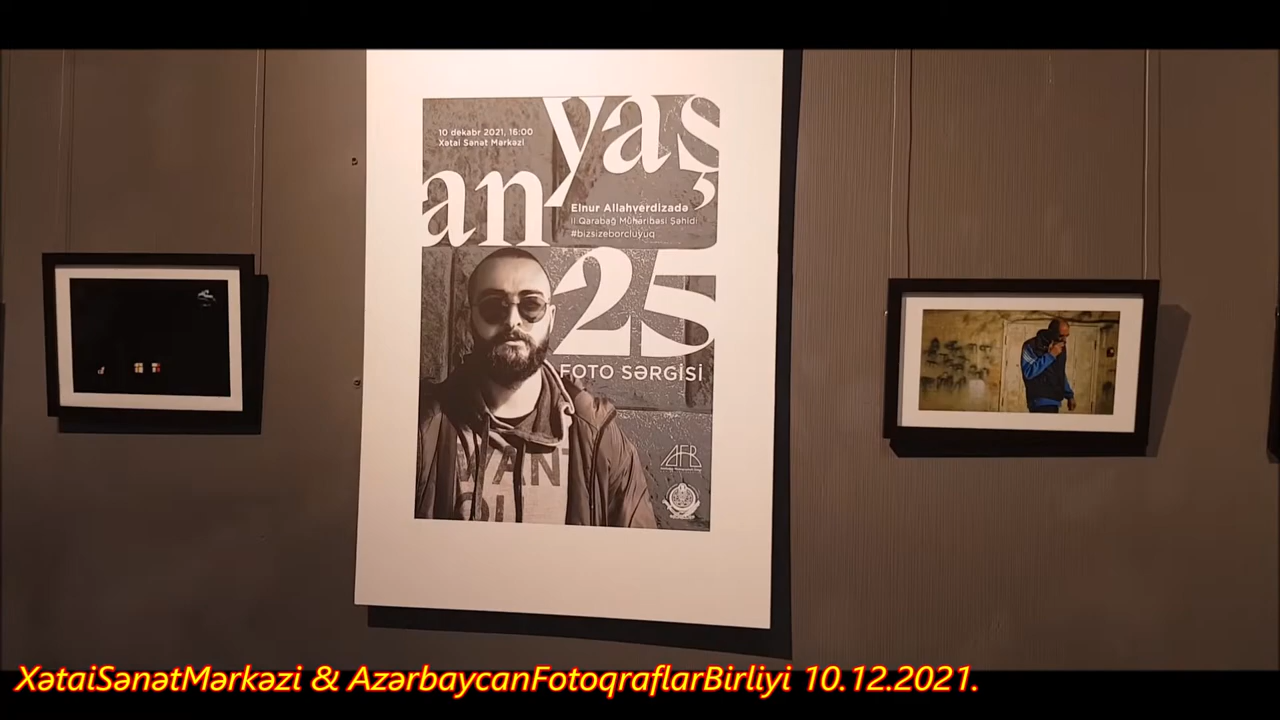 10 dekabr 2021, 16:00
Xətai Sənət Mərkəzi
yaş
an
Elnur Allahverdizadə
II Qarabağ Müharibəsi Şəhidi
#bizsizeborcluyuq
25
FOTO SƏRGİSİ
WANT
AFB
XətaiSənətMərkəzi & AzərbaycanFotoqraflarBirliyi 10.12.2021.